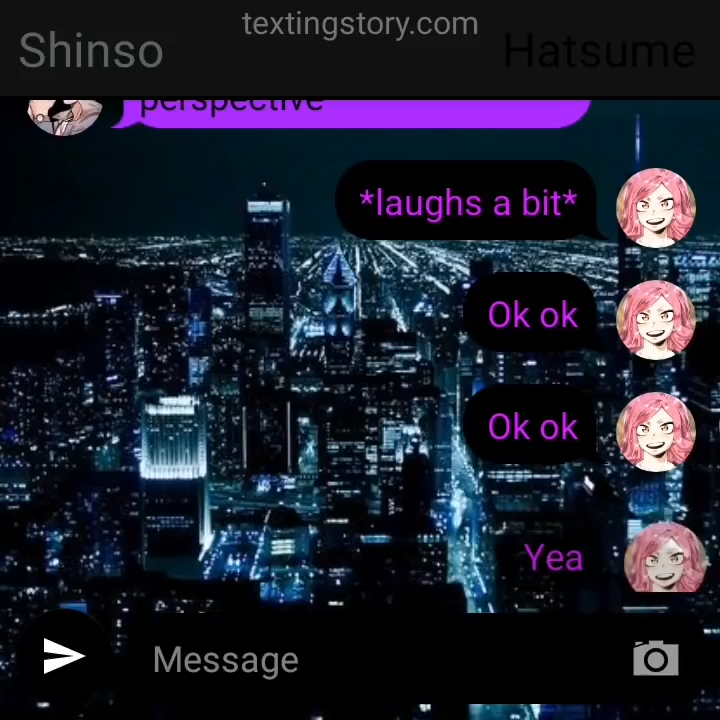 textingstory.com
Shinso
Hatsume
perspective
*laughs a bit*
Ok ok
Ok ok
Yea
Message